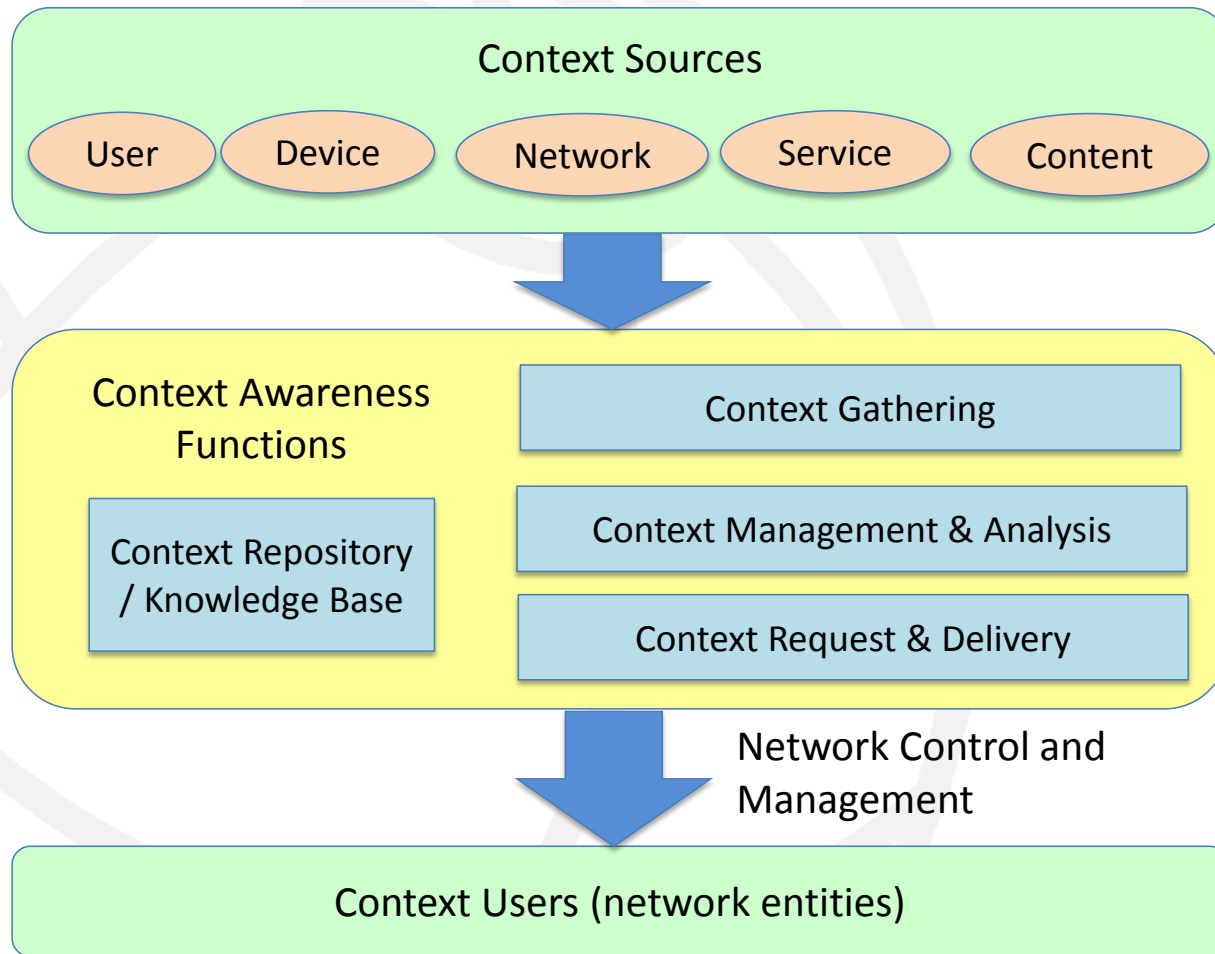 Context Sources
User
Device
Network
Service
Content
Context Awareness
Functions
Context Repository
/ Knowledge Base
Context Gathering
Context Management & Analysis
Context Request & Delivery
Network Control and
Management
Context Users (network entities)